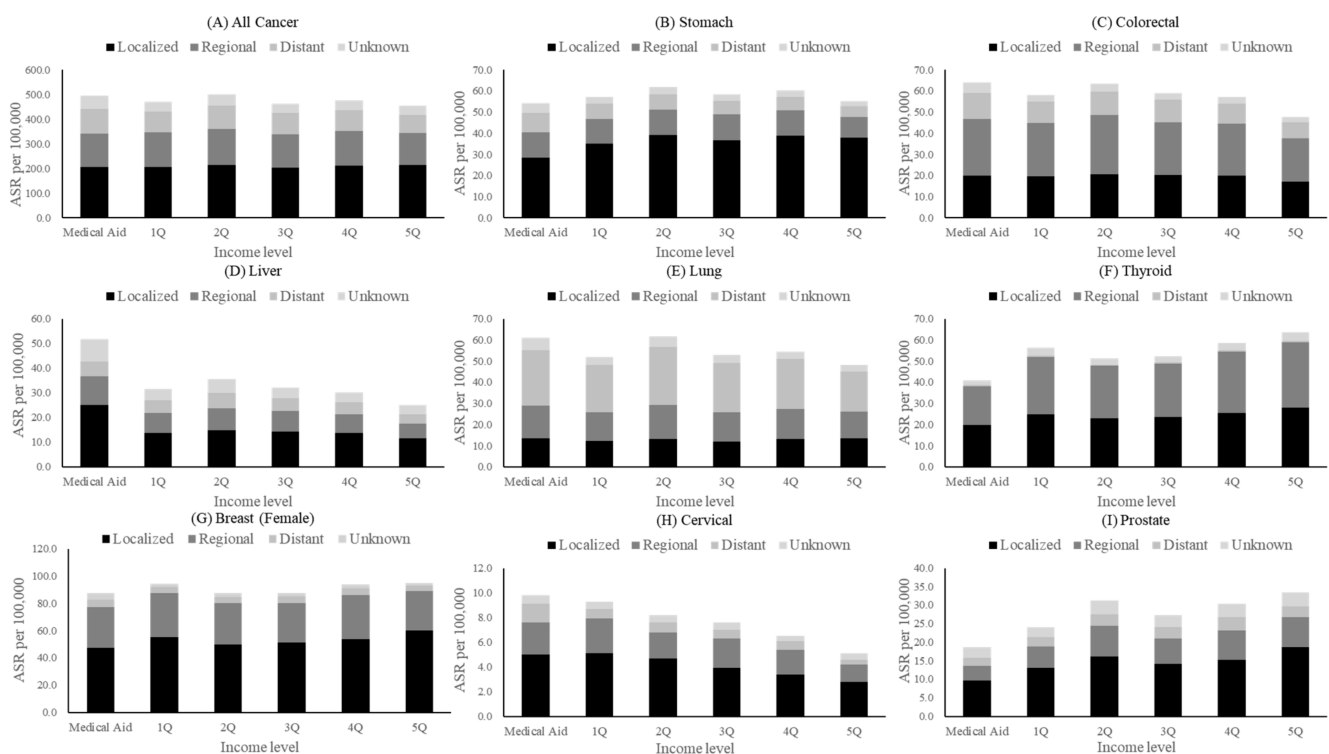 (A) All Cancer
Localized Regional Distant Unknown
ASR per 100,000
600.0
500.0
400.0
300.0
200.0
100.0
0.0
Medical Aid 1Q 2Q 3Q 4Q 5Q
Income level
(B) Stomach
Localized Regional Distant Unknown
ASR per 100,000
70.0
60.0
50.0
40.0
30.0
20.0
10.0
0.0
Medical Aid 1Q 2Q 3Q 4Q 5Q
Income level
(C) Colorectal
Localized Regional Distant Unknown
ASR per 100,000
70.0
60.0
50.0
40.0
30.0
20.0
10.0
0.0
Medical Aid 1Q 2Q 3Q 4Q 5Q
Income level
(D) Liver
Localized Regional Distant Unknown
ASR per 100,000
60.0
50.0
40.0
30.0
20.0
10.0
0.0
Medical Aid 1Q 2Q 3Q 4Q 5Q
Income level
(E) Lung
Localized Regional Distant Unknown
ASR per 100,000
70.0
60.0
50.0
40.0
30.0
20.0
10.0
0.0
Medical Aid 1Q 2Q 3Q 4Q 5Q
Income level
(F) Thyroid
Localized Regional Distant Unknown
ASR per 100,000
70.0
60.0
50.0
40.0
30.0
20.0
10.0
0.0
Medical Aid 1Q 2Q 3Q 4Q 5Q
Income level
(G) Breast (Female)
Localized Regional Distant Unknown
ASR per 100,000
120.0
100.0
80.0
60.0
40.0
20.0
0.0
Medical Aid 1Q 2Q 3Q 4Q 5Q
Income level
(H) Cervical
Localized Regional Distant Unknown
ASR per 100,000
12.0
10.0
8.0
6.0
4.0
2.0
0.0
Medical Aid 1Q 2Q 3Q 4Q 5Q
Income level
(I) Prostate
Localized Regional Distant Unknown
ASR per 100,000
40.0
35.0
30.0
25.0
20.0
15.0
10.0
5.0
0.0
Medical Aid 1Q 2Q 3Q 4Q 5Q
Income level